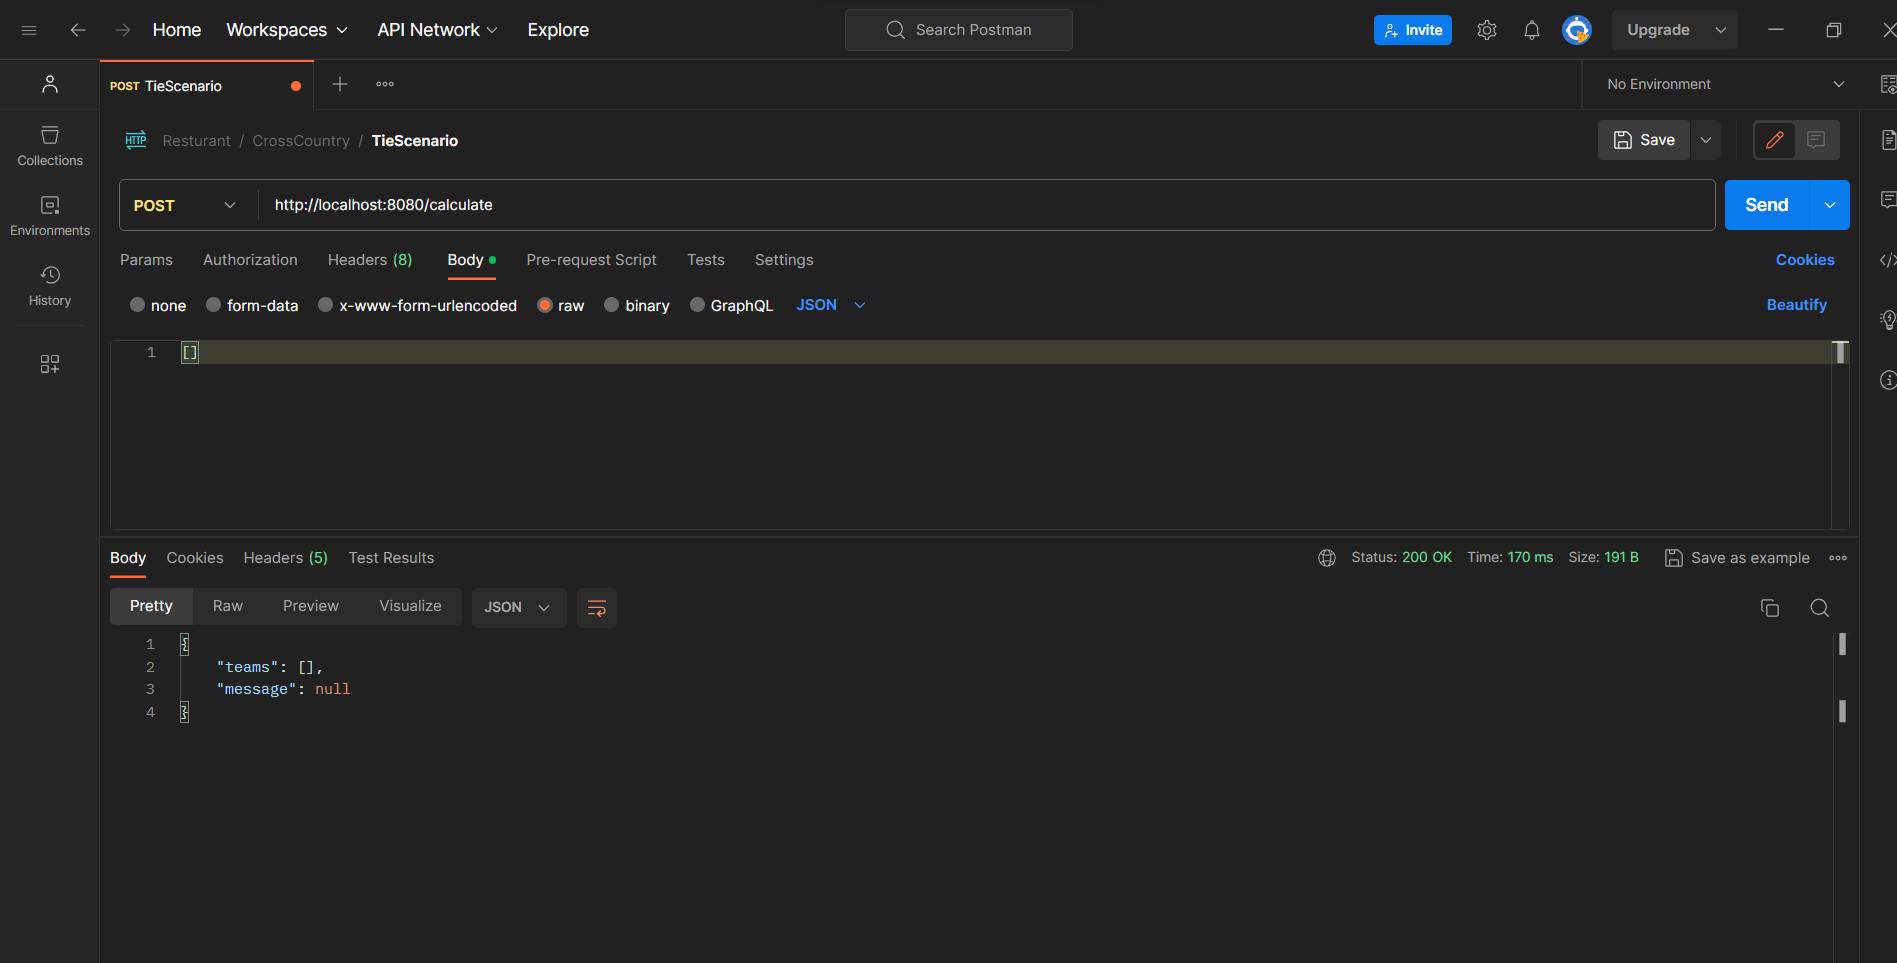 Home Workspaces API Network Explore Search Postman Invite Upgrade
POST TieScenario No Environment
HTTP Resturant / CrossCountry / TieScenario Save
Collections
POST http://localhost:8080/calculate Send
Environments
Params Authorization Headers (8) Body Pre-request Script Tests Settings Cookies
History
none form-data x-www-form-urlencoded raw binary GraphQL JSON Beautify
1 []
Body Cookies Headers (5) Test Results Status: 200 OK Time: 170 ms Size: 191 B Save as example
Pretty Raw Preview Visualize JSON
1 {
2 "teams": [],
3 "message": null
4 }